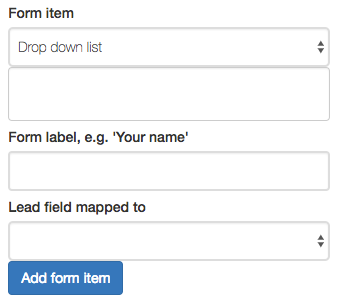 Form item
Drop down list
Form label, e.g. 'Your name'
Lead field mapped to
Add form item